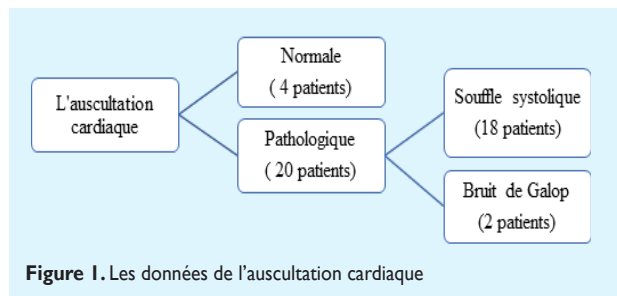 L'auscultation
cardiaque
Normale
( 4 patients)
Pathologique
( 20 patients)
Souffle systolique
(18 patients)
Bruit de Galop
(2 patients)
Figure 1. Les données de l’auscultation cardiaque